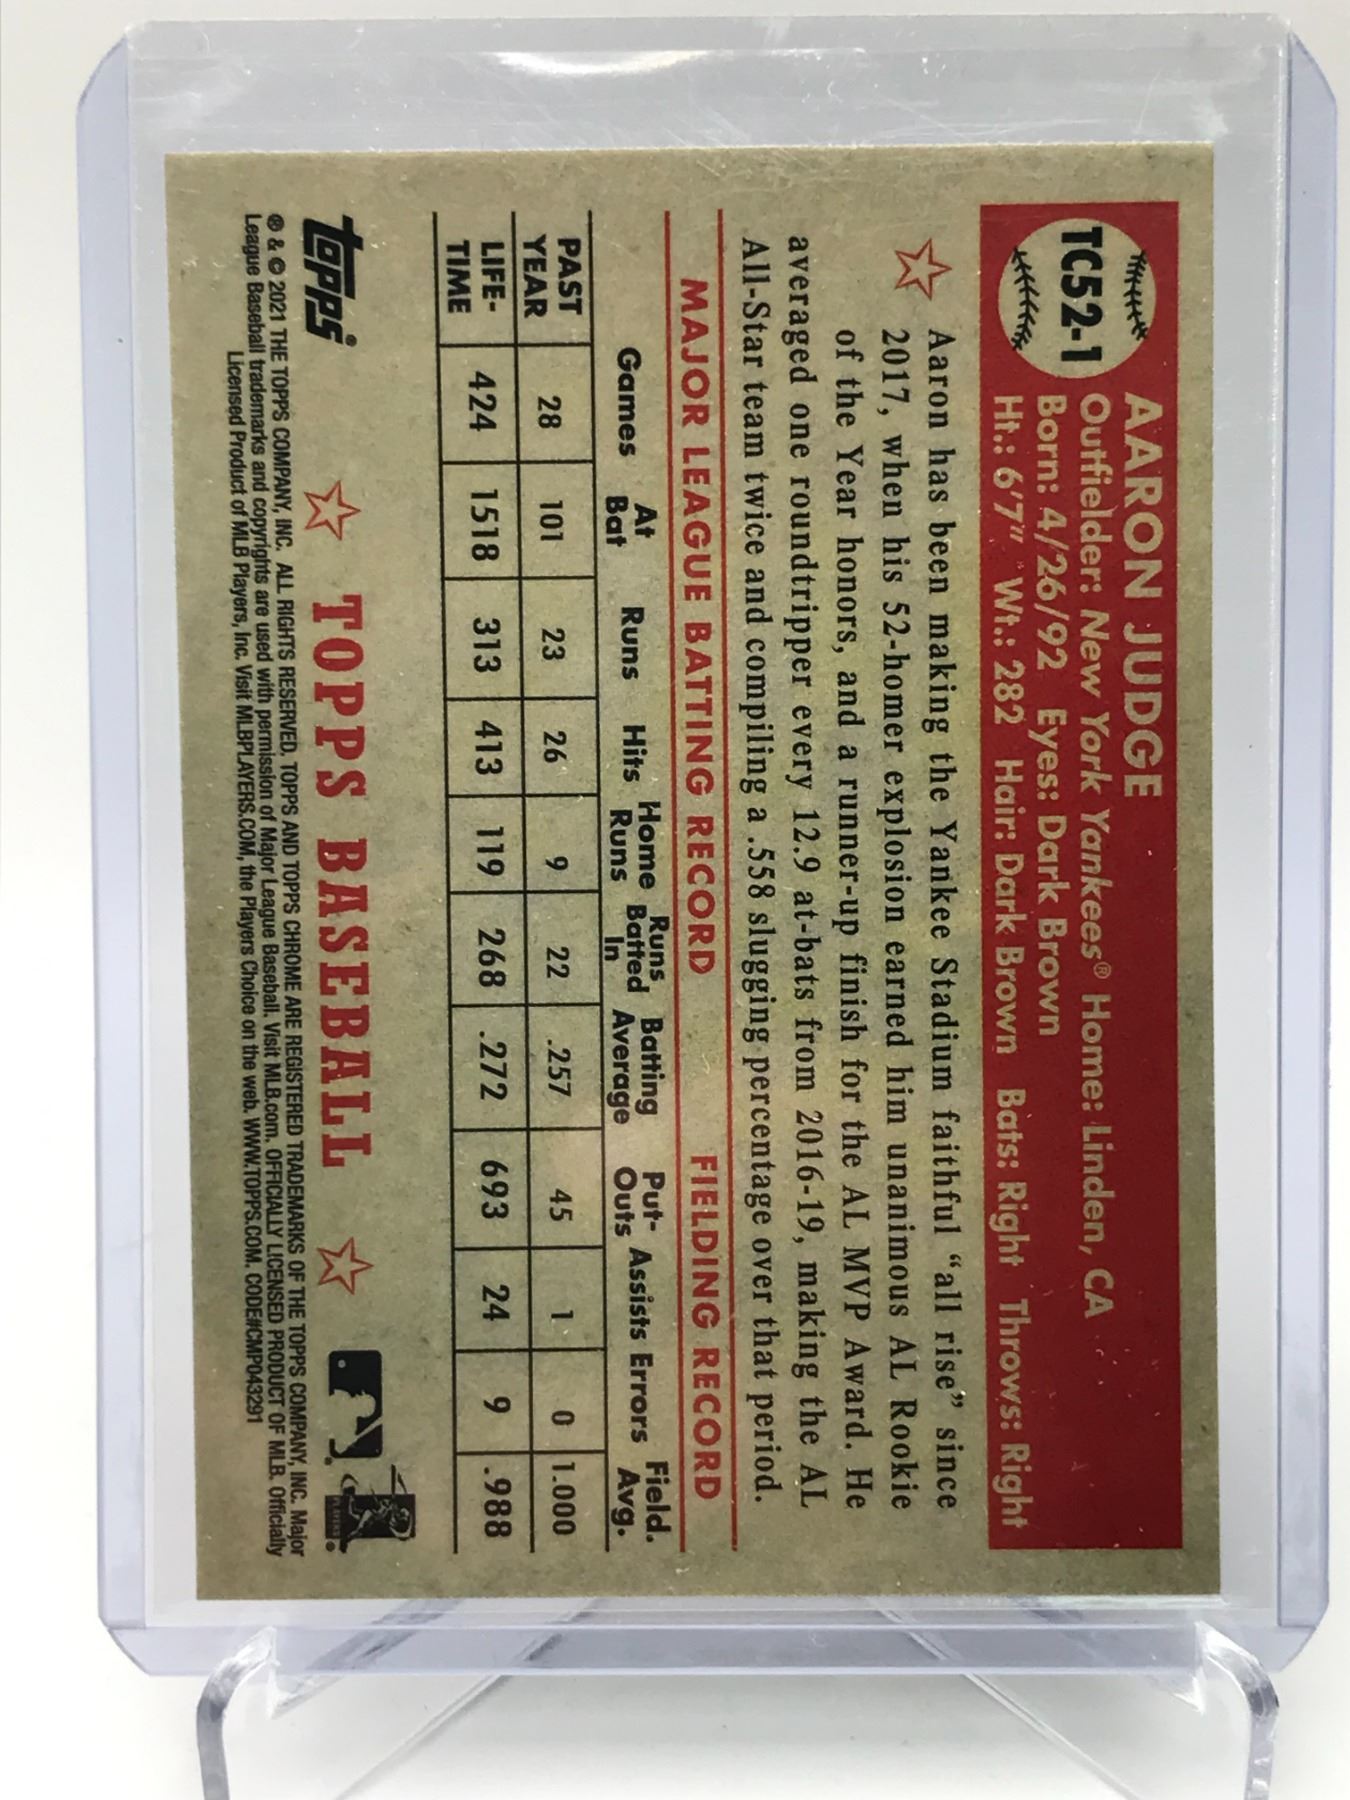 TC52-1
AARON JUDGE
Outfielder: New York Yankees® Home: Linden, CA
Born: 4/26/92 Eyes: Dark Brown
Ht.: 6'7" Wt.: 282 Hair: Dark Brown Bats: Right Throws: Right
Aaron has been making the Yankee Stadium faithful “all rise” since
2017, when his 52-homer explosion earned him unanimous AL Rookie
of the Year honors, and a runner-up finish for the AL MVP Award. He
averaged one roundtripper every 12.9 at-bats from 2016-19, making the AL
All-Star team twice and compiling a .558 slugging percentage over that period.
MAJOR LEAGUE BATTING RECORD FIELDING RECORD
Games At Bat Runs Hits Home Runs Runs Batted In Batting Average Put-Outs Assists Errors Field. Avg.
PAST YEAR 28 101 23 26 9 22 .257 45 1 0 1.000
LIFE-TIME 424 1518 313 413 119 268 .272 693 24 9 .988
topps®
TOPPS BASEBALL
® & © 2021 THE TOPPS COMPANY, INC. ALL RIGHTS RESERVED. TOPPS AND TOPPS CHROME ARE REGISTERED TRADEMARKS OF THE TOPPS COMPANY, INC. Major
League Baseball trademarks and copyrights are used with permission of Major League Baseball. Visit MLB.com. OFFICIALLY LICENSED PRODUCT OF MLB. Officially
Licensed Product of MLB Players, Inc. Visit MLBPLAYERS.COM, the Players Choice on the web. WWW.TOPPS.COM. CODE#CMP043291